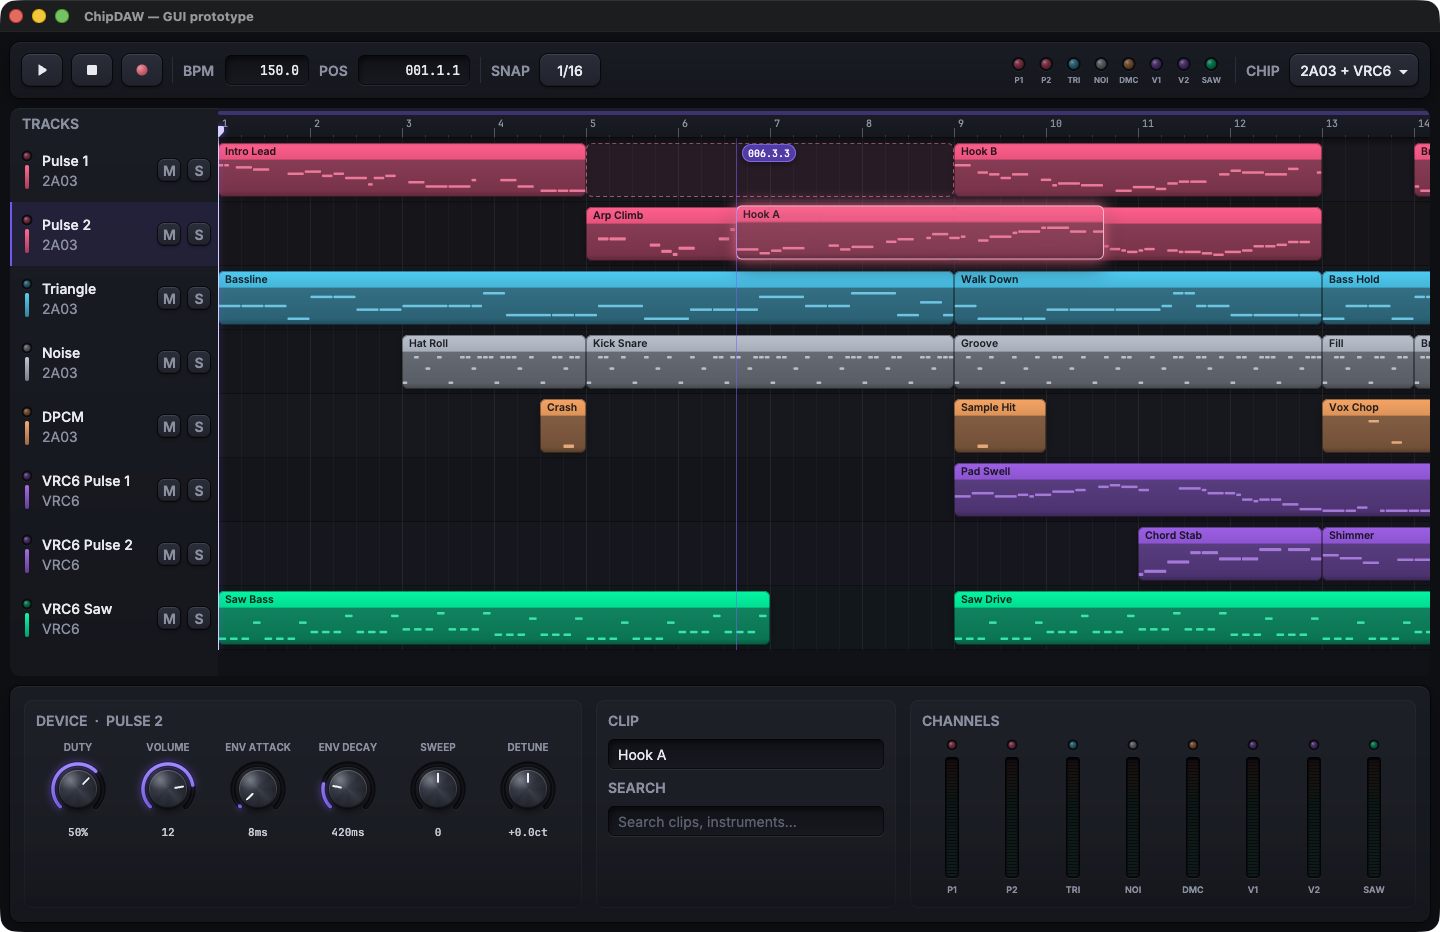 ChipDAW — GUI prototype
BPM 150.0 POS 001.1.1 SNAP 1/16 P1 P2 TRI NOI DMC V1 V2 SAW CHIP 2A03 + VRC6
TRACKS 1 2 3 4 5 6 7 8 9 10 11 12 13 14
Pulse 1
2A03
M S
Intro Lead 006.3.3 Hook B
Pulse 2
2A03
M S
Arp Climb Hook A
Triangle
2A03
M S
Bassline Walk Down Bass Hold
Noise
2A03
M S
Hat Roll Kick Snare Groove Fill
DPCM
2A03
M S
Crash Sample Hit Vox Chop
VRC6 Pulse 1
VRC6
M S
Pad Swell
VRC6 Pulse 2
VRC6
M S
Chord Stab Shimmer
VRC6 Saw
VRC6
M S
Saw Bass Saw Drive
DEVICE · PULSE 2
DUTY VOLUME ENV ATTACK ENV DECAY SWEEP DETUNE
50% 12 8ms 420ms 0 +0.0ct
CLIP
Hook A
SEARCH
Search clips, instruments...
CHANNELS
P1 P2 TRI NOI DMC V1 V2 SAW